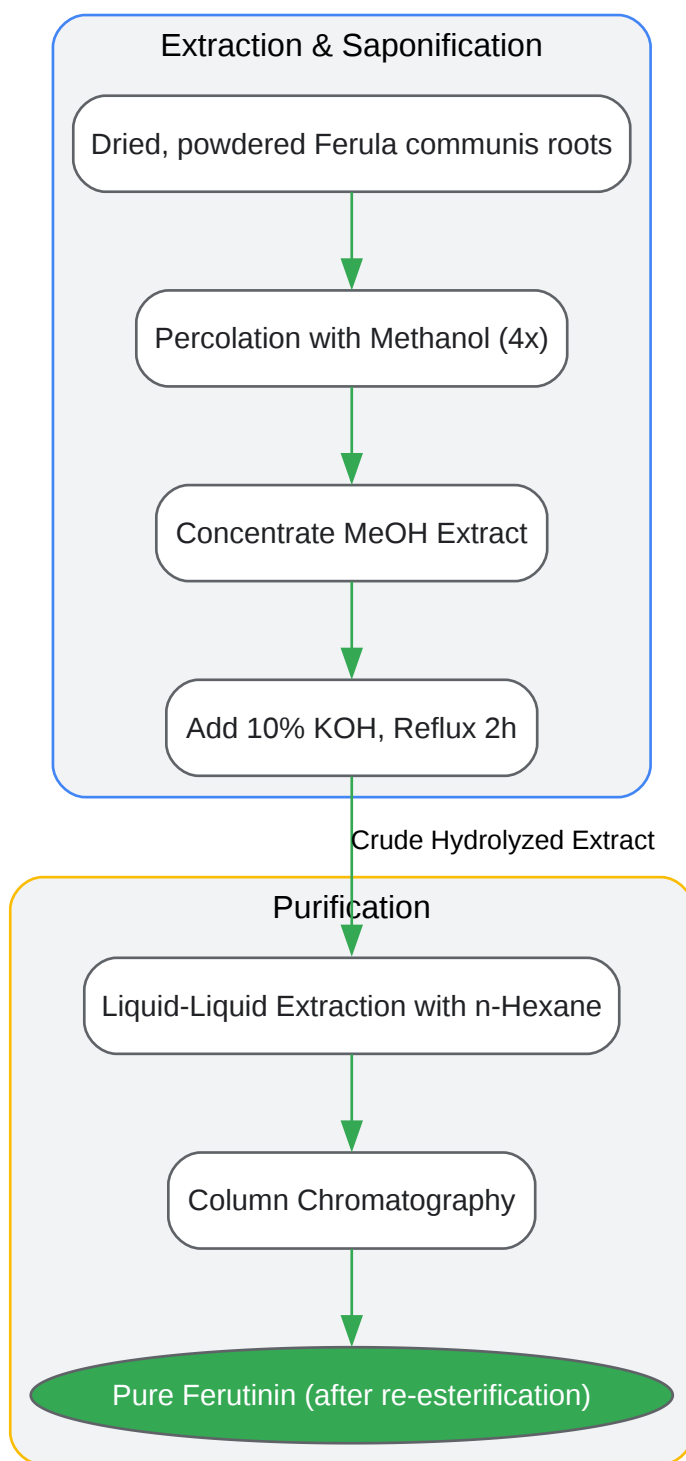 Extraction & Saponification
Dried, powdered Ferula communis roots
Percolation with Methanol (4x)
Concentrate MeOH Extract
Add 10% KOH, Reflux 2h
Crude Hydrolyzed Extract
Purification
Liquid-Liquid Extraction with n-Hexane
Column Chromatography
Pure Ferutinin (after re-esterification)